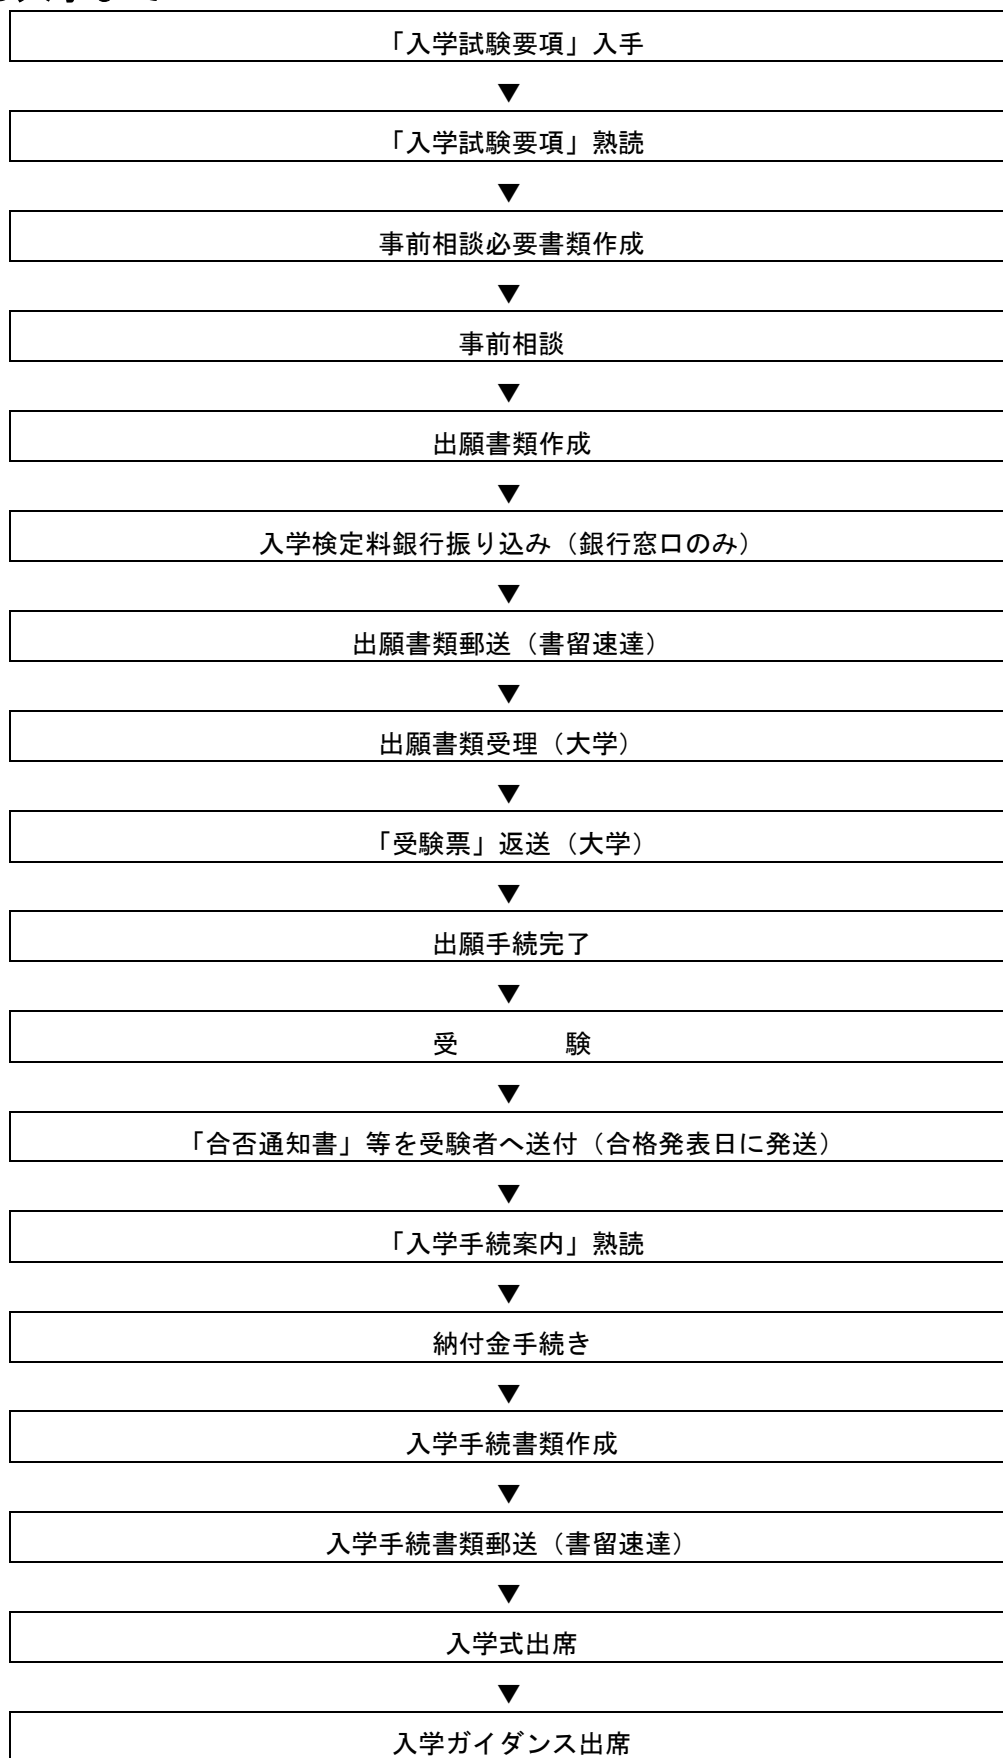 「入学試験要項」入手
▼
「入学試験要項」熟読
▼
事前相談必要書類作成
▼
事前相談
▼
出願書類作成
▼
入学検定料銀行振り込み（銀行窓口のみ）
▼
出願書類郵送（書留速達）
▼
出願書類受理（大学）
▼
「受験票」返送（大学）
▼
出願手続完了
▼
受　　　　験
▼
「合否通知書」等を受験者へ送付（合格発表日に発送）
▼
「入学手続案内」熟読
▼
納付金手続き
▼
入学手続書類作成
▼
入学手続書類郵送（書留速達）
▼
入学式出席
▼
入学ガイダンス出席